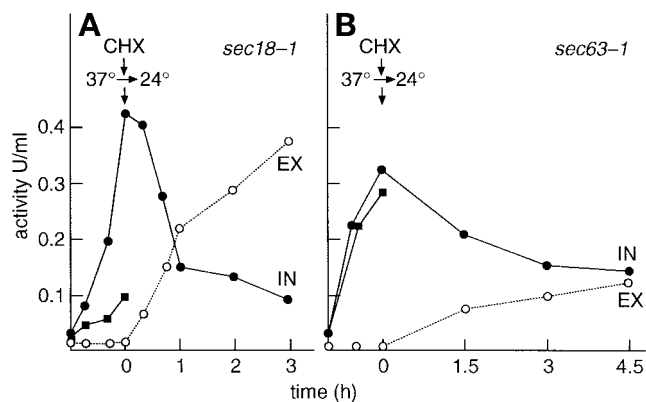 A
B
CHX
sec18–1
37° 24°
CHX
sec63–1
37° 24°
activity U/ml
0.4
0.3
0.2
0.1
EX
IN
IN
EX
0 1 2 3
0 1.5 3 4.5
time (h)